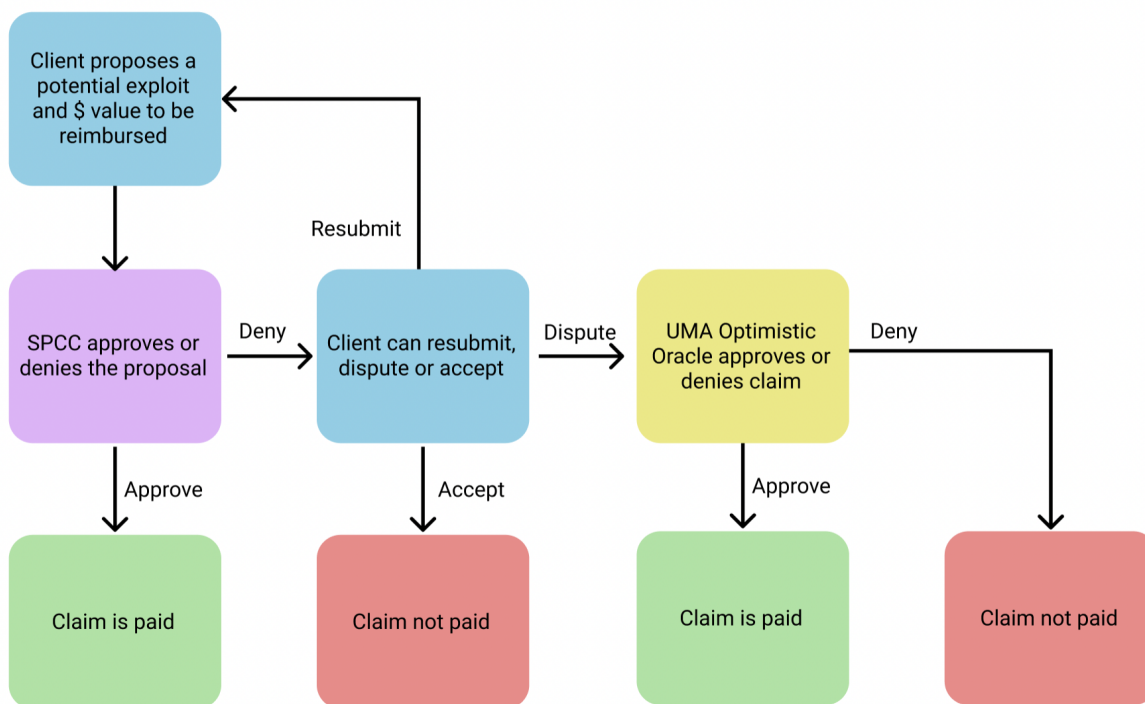 Client proposes a
potential exploit
and $ value to be
reimbursed
Resubmit
SPCC approves or
denies the proposal
Deny
Client can resubmit,
dispute or accept
Dispute
UMA Optimistic
Oracle approves or
denies claim
Deny
Approve
Accept
Approve
Claim is paid
Claim not paid
Claim is paid
Claim not paid